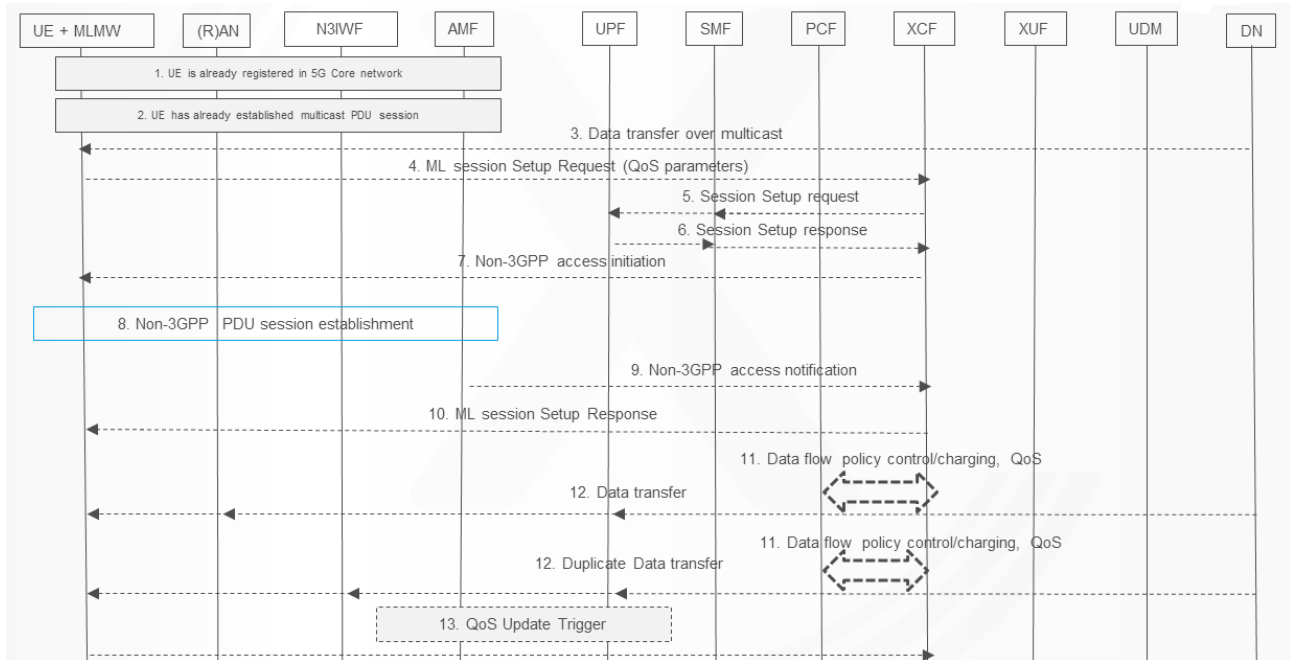 UE + MLMW
(R)AN
N3IWF
AMF
UPF
SMF
PCF
XCF
XUF
UDM
DN
1. UE is already registered in 5G Core network
2. UE has already established multicast PDU session
3. Data transfer over multicast
4. ML session Setup Request (QoS parameters)
5. Session Setup request
6. Session Setup response
7. Non-3GPP access initiation
8. Non-3GPP PDU session establishment
9. Non-3GPP access notification
10. ML session Setup Response
11. Data flow policy control/charging, QoS
12. Data transfer
11. Data flow policy control/charging, QoS
12. Duplicate Data transfer
13. QoS Update Trigger